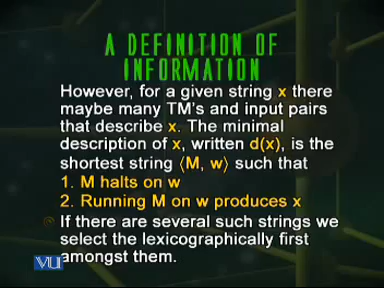 A DEFINITION OF
INFORMATION
However, for a given string x there
maybe many TM's and input pairs
that describe x. The minimal
description of x, written d(x), is the
shortest string ⟨M, w⟩ such that
1. M halts on w
2. Running M on w produces x
If there are several such strings we
select the lexicographically first
amongst them.
VU